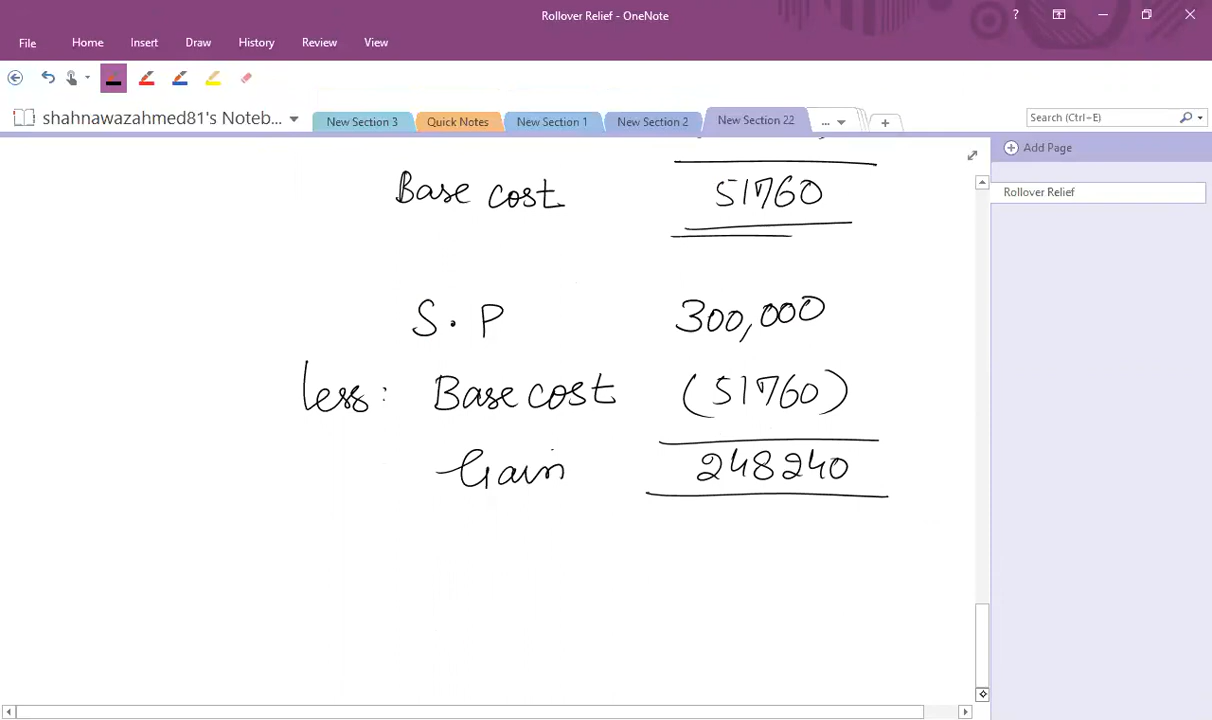 Rollover Relief - OneNote
?
File Home Insert Draw History Review View
shahnawazahmed81's Noteb... New Section 3 Quick Notes New Section 1 New Section 2 New Section 22 ... Search (Ctrl+E)
Add Page
Rollover Relief
Base cost 51760
S. P 300,000
less: Base cost (51760)
Gain 248240